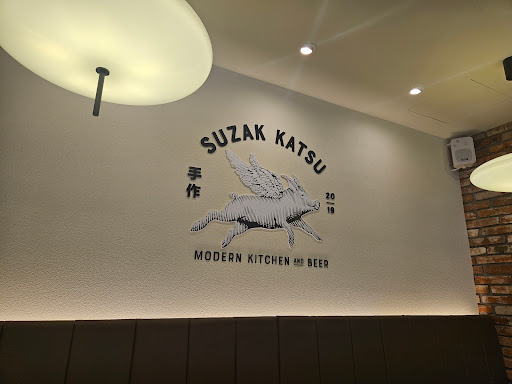 SUZAK KATSU
手作
20
19
MODERN KITCHEN AND BEER